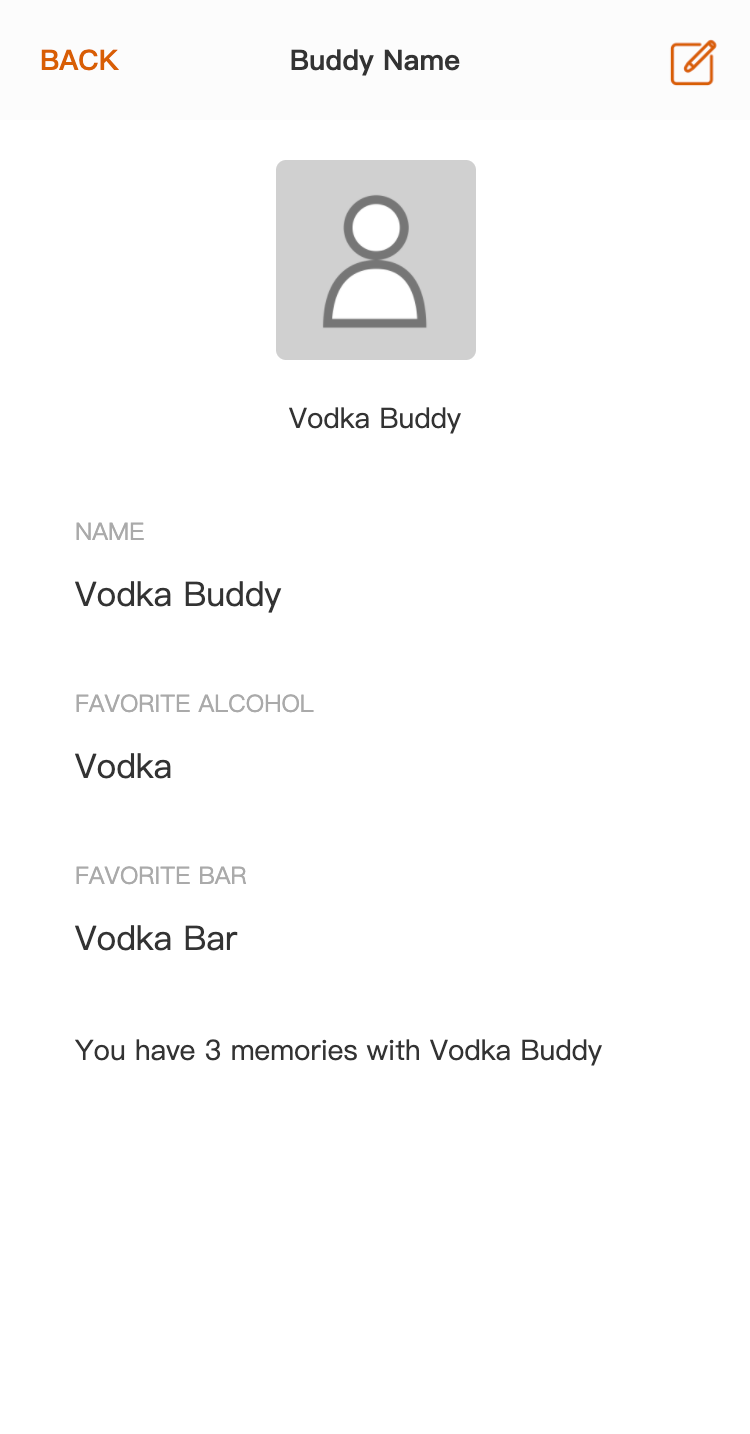 BACK
Buddy Name
Vodka Buddy
NAME
Vodka Buddy
FAVORITE ALCOHOL
Vodka
FAVORITE BAR
Vodka Bar
You have 3 memories with Vodka Buddy